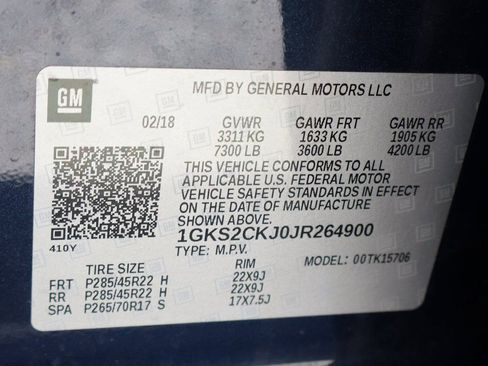 GM
MFD BY GENERAL MOTORS LLC
02/18 GVWR GAWR FRT GAWR RR
3311 KG 1633 KG 1905 KG
7300 LB 3600 LB 4200 LB
THIS VEHICLE CONFORMS TO ALL
APPLICABLE U.S. FEDERAL MOTOR
VEHICLE SAFETY STANDARDS IN EFFECT
ON THE DATE OF MANUFACTURE
SHOWN ABOVE.
1GKS2CKJ0JR264900
410Y TYPE: M.P.V. MODEL: 00TK15706
TIRE SIZE RIM
FRT P285/45R22 H 22X9J
RR P285/45R22 H 22X9J
SPA P265/70R17 S 17X7.5J